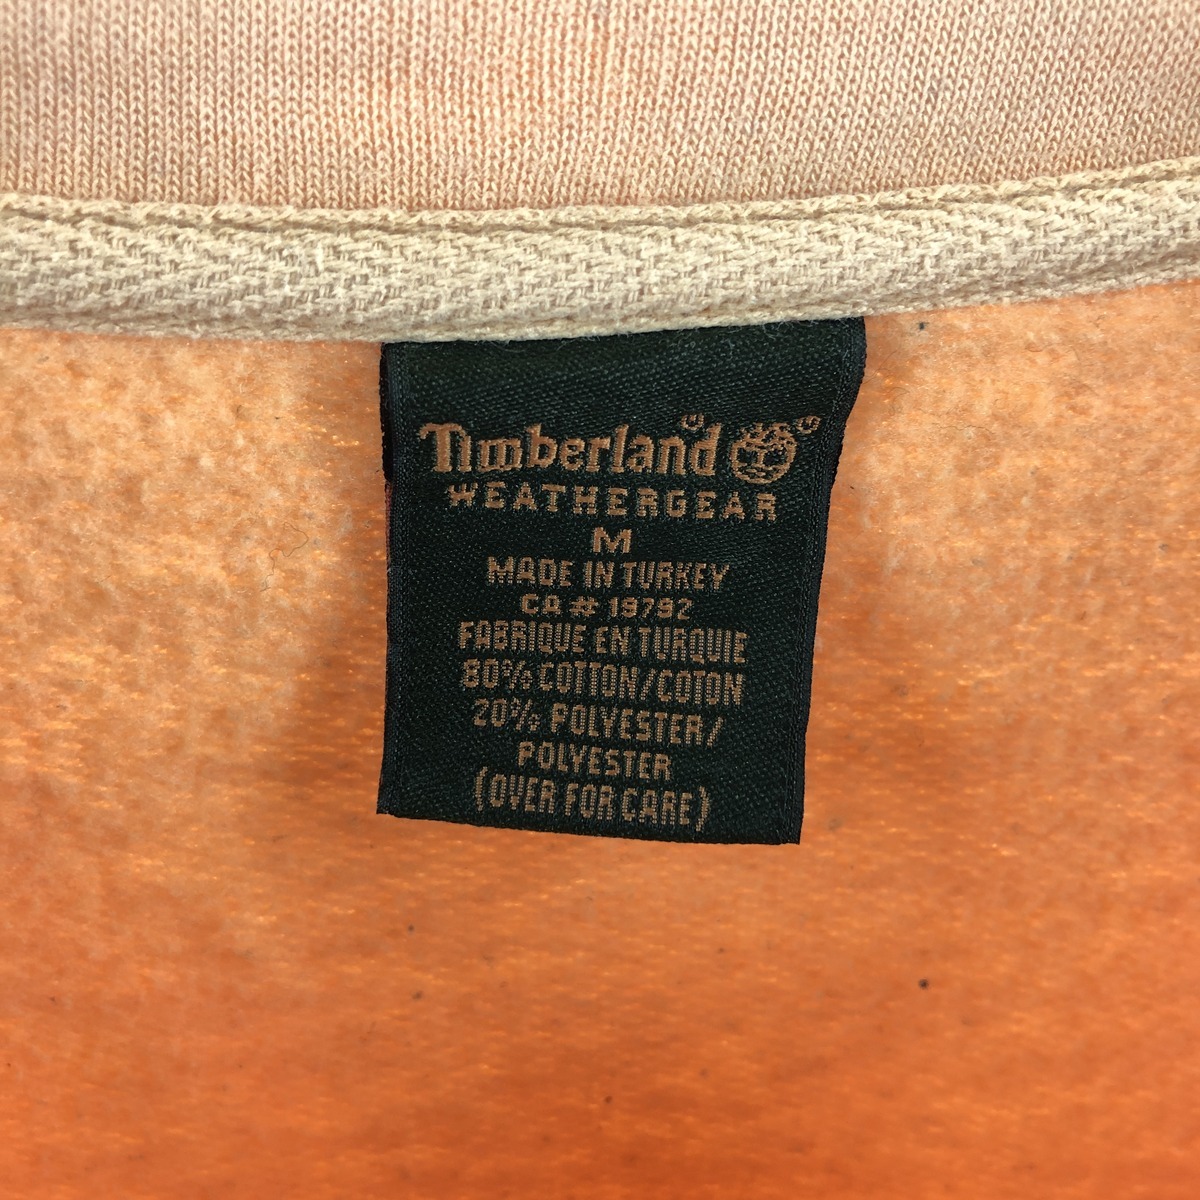 Timberland
WEATHERGEAR
M
MADE IN TURKEY
CA # 19792
FABRIQUE EN TURQUIE
80% COTTON/COTON
20% POLYESTER/
POLYESTER
(OVER FOR CARE)